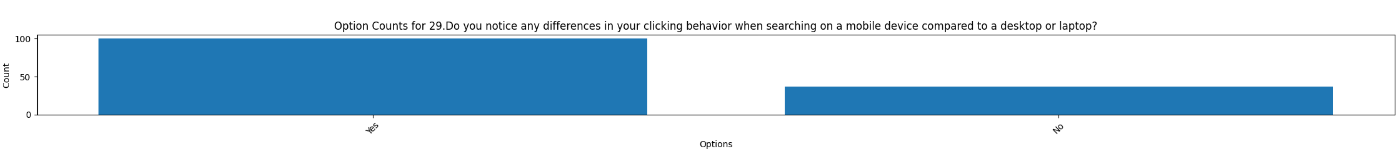 Option Counts for 29.Do you notice any differences in your clicking behavior when searching on a mobile device compared to a desktop or laptop?
100
50
0
Count
Yes
No
Options